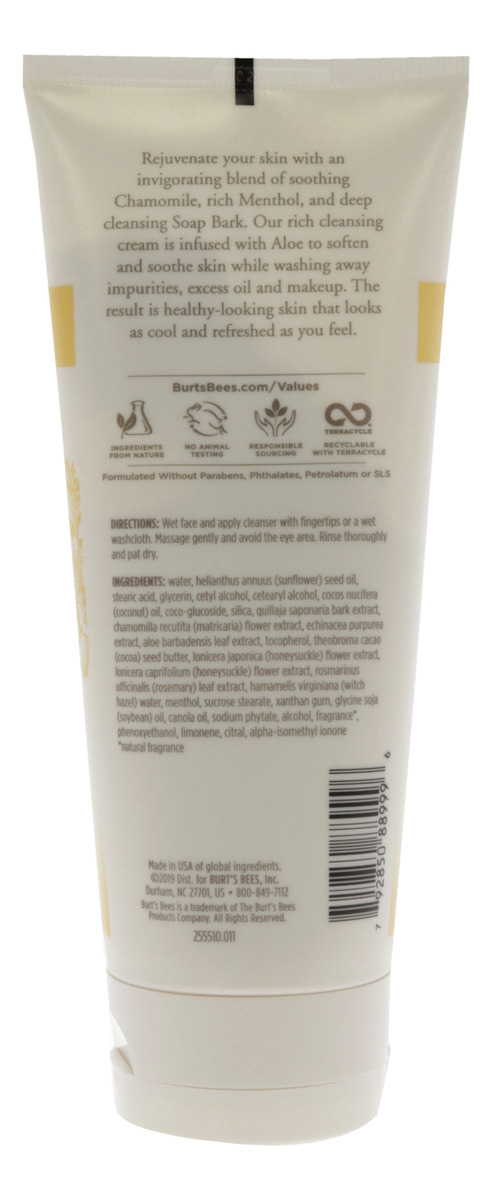 Rejuvenate your skin with an
invigorating blend of soothing
Chamomile, rich Menthol, and deep
cleansing Soap Bark. Our rich cleansing
cream is infused with Aloe to soften
and soothe skin while washing away
impurities, excess oil and makeup. The
result is healthy-looking skin that looks
as cool and refreshed as you feel.
BurtsBees.com/Values
INGREDIENTS
FROM NATURE
NO ANIMAL
TESTING
RESPONSIBLE
SOURCING
TERRACYCLE
RECYCLABLE
WITH TERRACYCLE
Formulated Without Parabens, Phthalates, Petrolatum or SLS
DIRECTIONS: Wet face and apply cleanser with fingertips or a wet
washcloth. Massage gently and avoid the eye area. Rinse thoroughly
and pat dry.
INGREDIENTS: water, helianthus annuus (sunflower) seed oil,
stearic acid, glycerin, cetyl alcohol, cetearyl alcohol, cocos nucifera
(coconut) oil, coco-glucoside, silica, quillaja saponaria bark extract,
chamomilla recutita (matricaria) flower extract, echinacea purpurea
extract, aloe barbadensis leaf extract, tocopherol, theobroma cacao
(cocoa) seed butter, lonicera japonica (honeysuckle) flower extract,
lonicera caprifolium (honeysuckle) flower extract, rosmarinus
officinalis (rosemary) leaf extract, hamamelis virginiana (witch
hazel) water, menthol, sucrose stearate, xanthan gum, glycine soja
(soybean) oil, canola oil, sodium phytate, alcohol, fragrance*,
phenoxyethanol, limonene, citral, alpha-isomethyl ionone
*natural fragrance
Made in USA of global ingredients.
©2019 Dist. for BURT'S BEES, Inc.
Durham, NC 27701, US • 800-849-7112
Burt's Bees is a trademark of The Burt's Bees
Products Company. All Rights Reserved.
255510.011
7 92850 88999 6